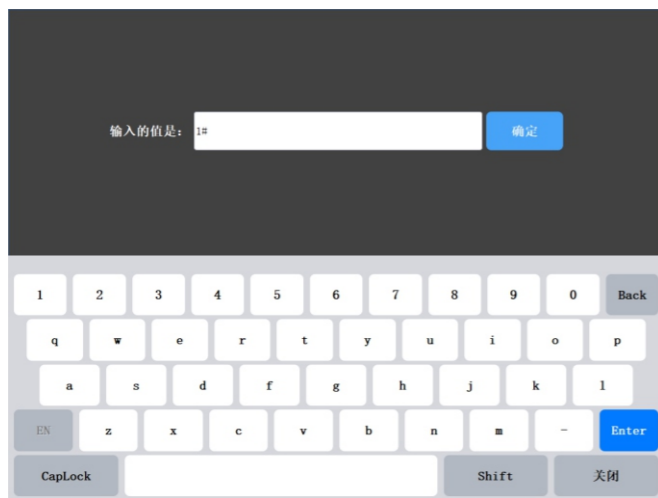 输入的值是: 1# 确定
1 2 3 4 5 6 7 8 9 0 Back
q w e r t y u i o p
a s d f g h j k l
EN z x c v b n m - Enter
CapLock Shift 关闭